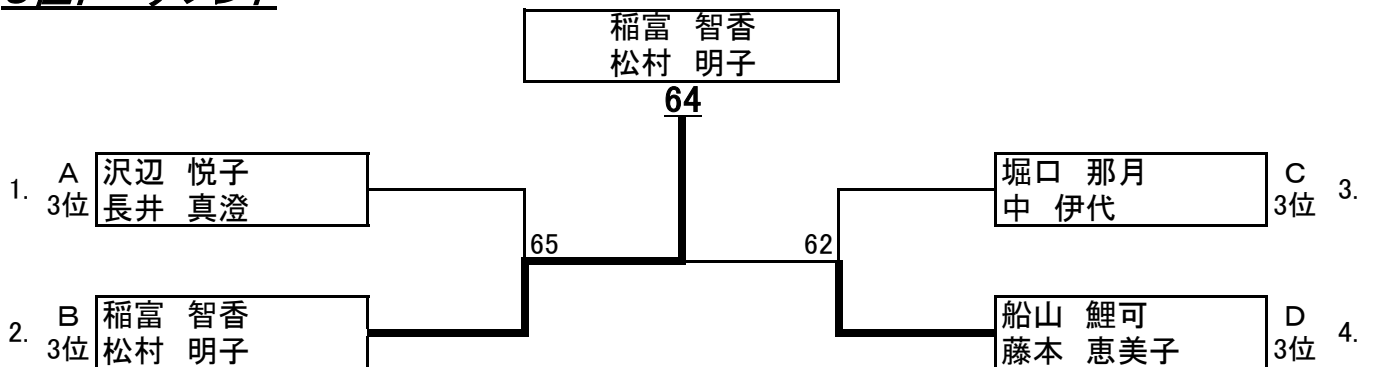 稲富 智香
松村 明子
64
1. A 3位 沢辺 悦子
長井 真澄
堀口 那月
中 伊代 C 3位 3.
65
62
2. B 3位 稲富 智香
松村 明子
船山 鯉可
藤本 恵美子 D 3位 4.